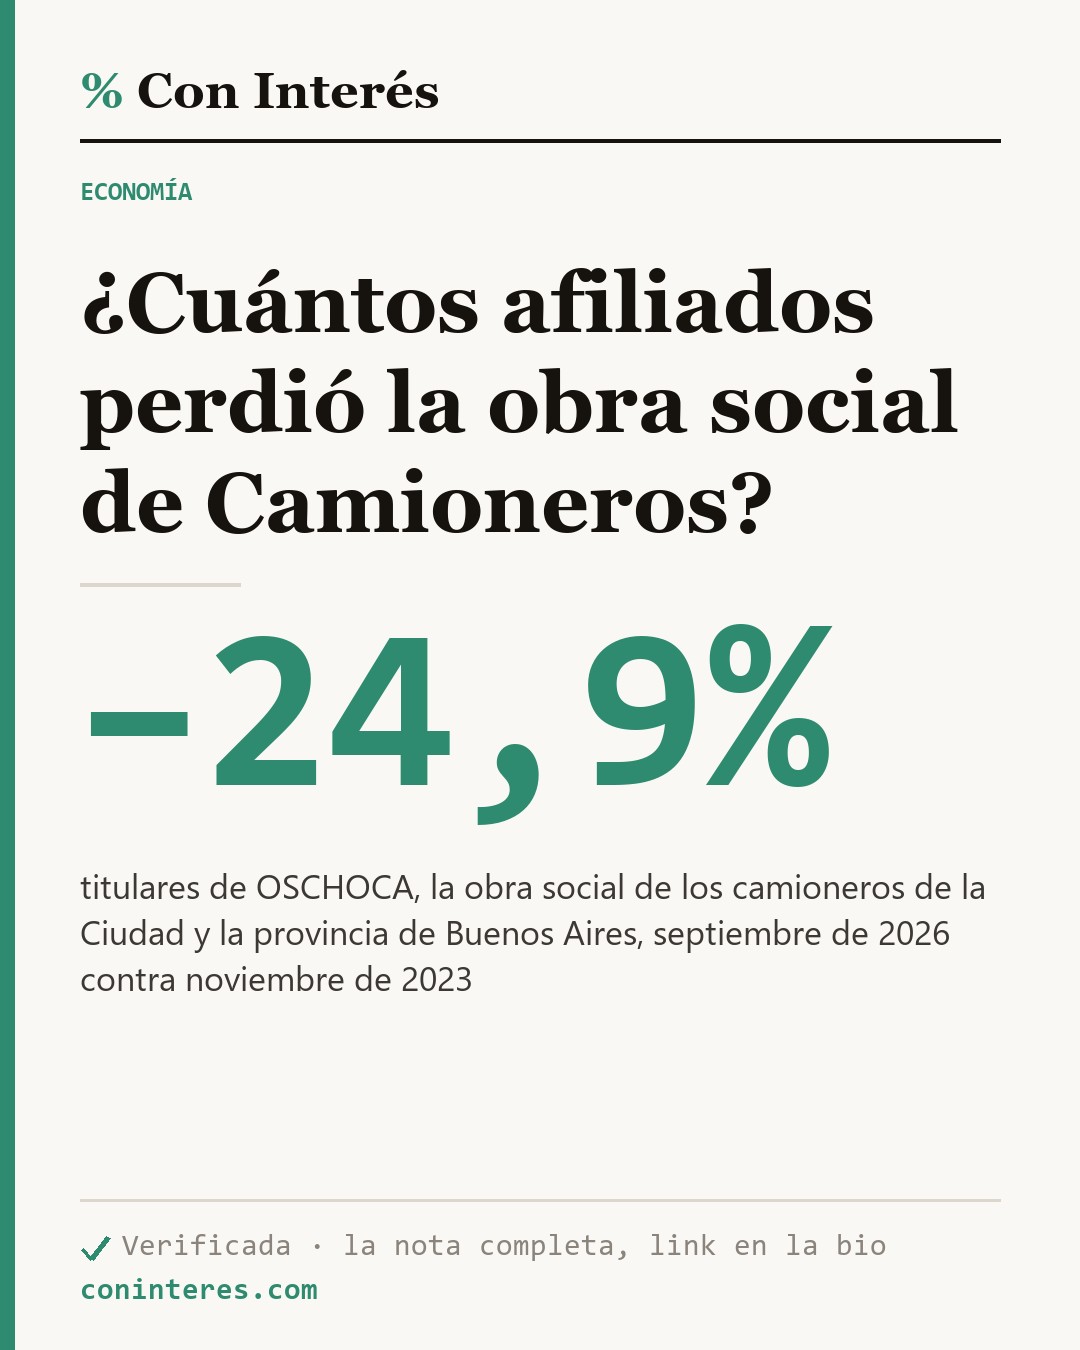 % Con Interés
ECONOMÍA
¿Cuántos afiliados
perdió la obra social
de Camioneros?
−24,9%
titulares de OSCHOCA, la obra social de los camioneros de la
Ciudad y la provincia de Buenos Aires, septiembre de 2026
contra noviembre de 2023
✓ Verificada · la nota completa, link en la bio
coninteres.com